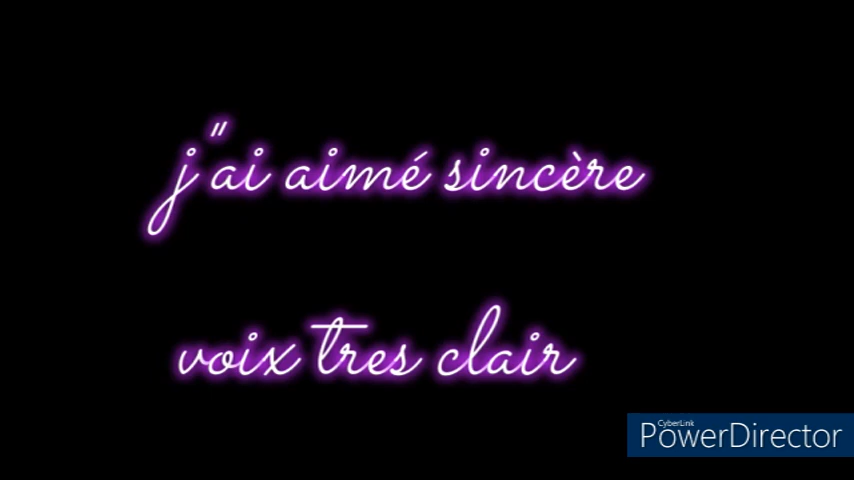 j"ai aimé sincère
voix tres clair
CyberLink
PowerDirector